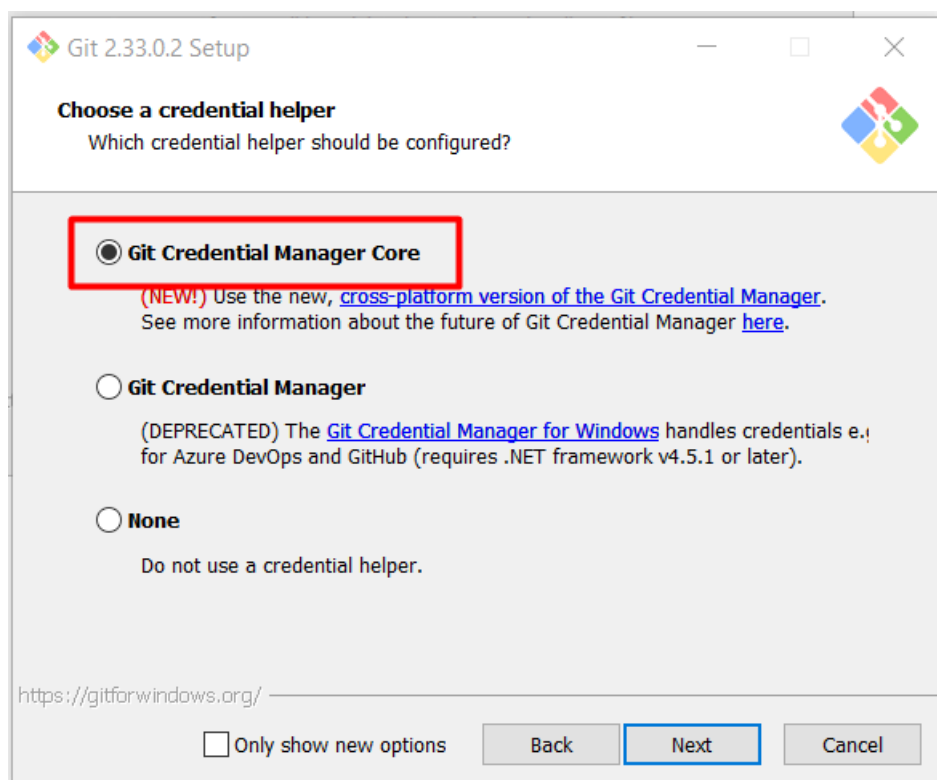 Git 2.33.0.2 Setup
Choose a credential helper
Which credential helper should be configured?
Git Credential Manager Core
(NEW!) Use the new, cross-platform version of the Git Credential Manager.
See more information about the future of Git Credential Manager here.
Git Credential Manager
(DEPRECATED) The Git Credential Manager for Windows handles credentials
for Azure DevOps and GitHub (requires .NET framework v4.5.1 or later).
None
Do not use a credential helper.
https://gitforwindows.org/
Only show new options
Back
Next
Cancel